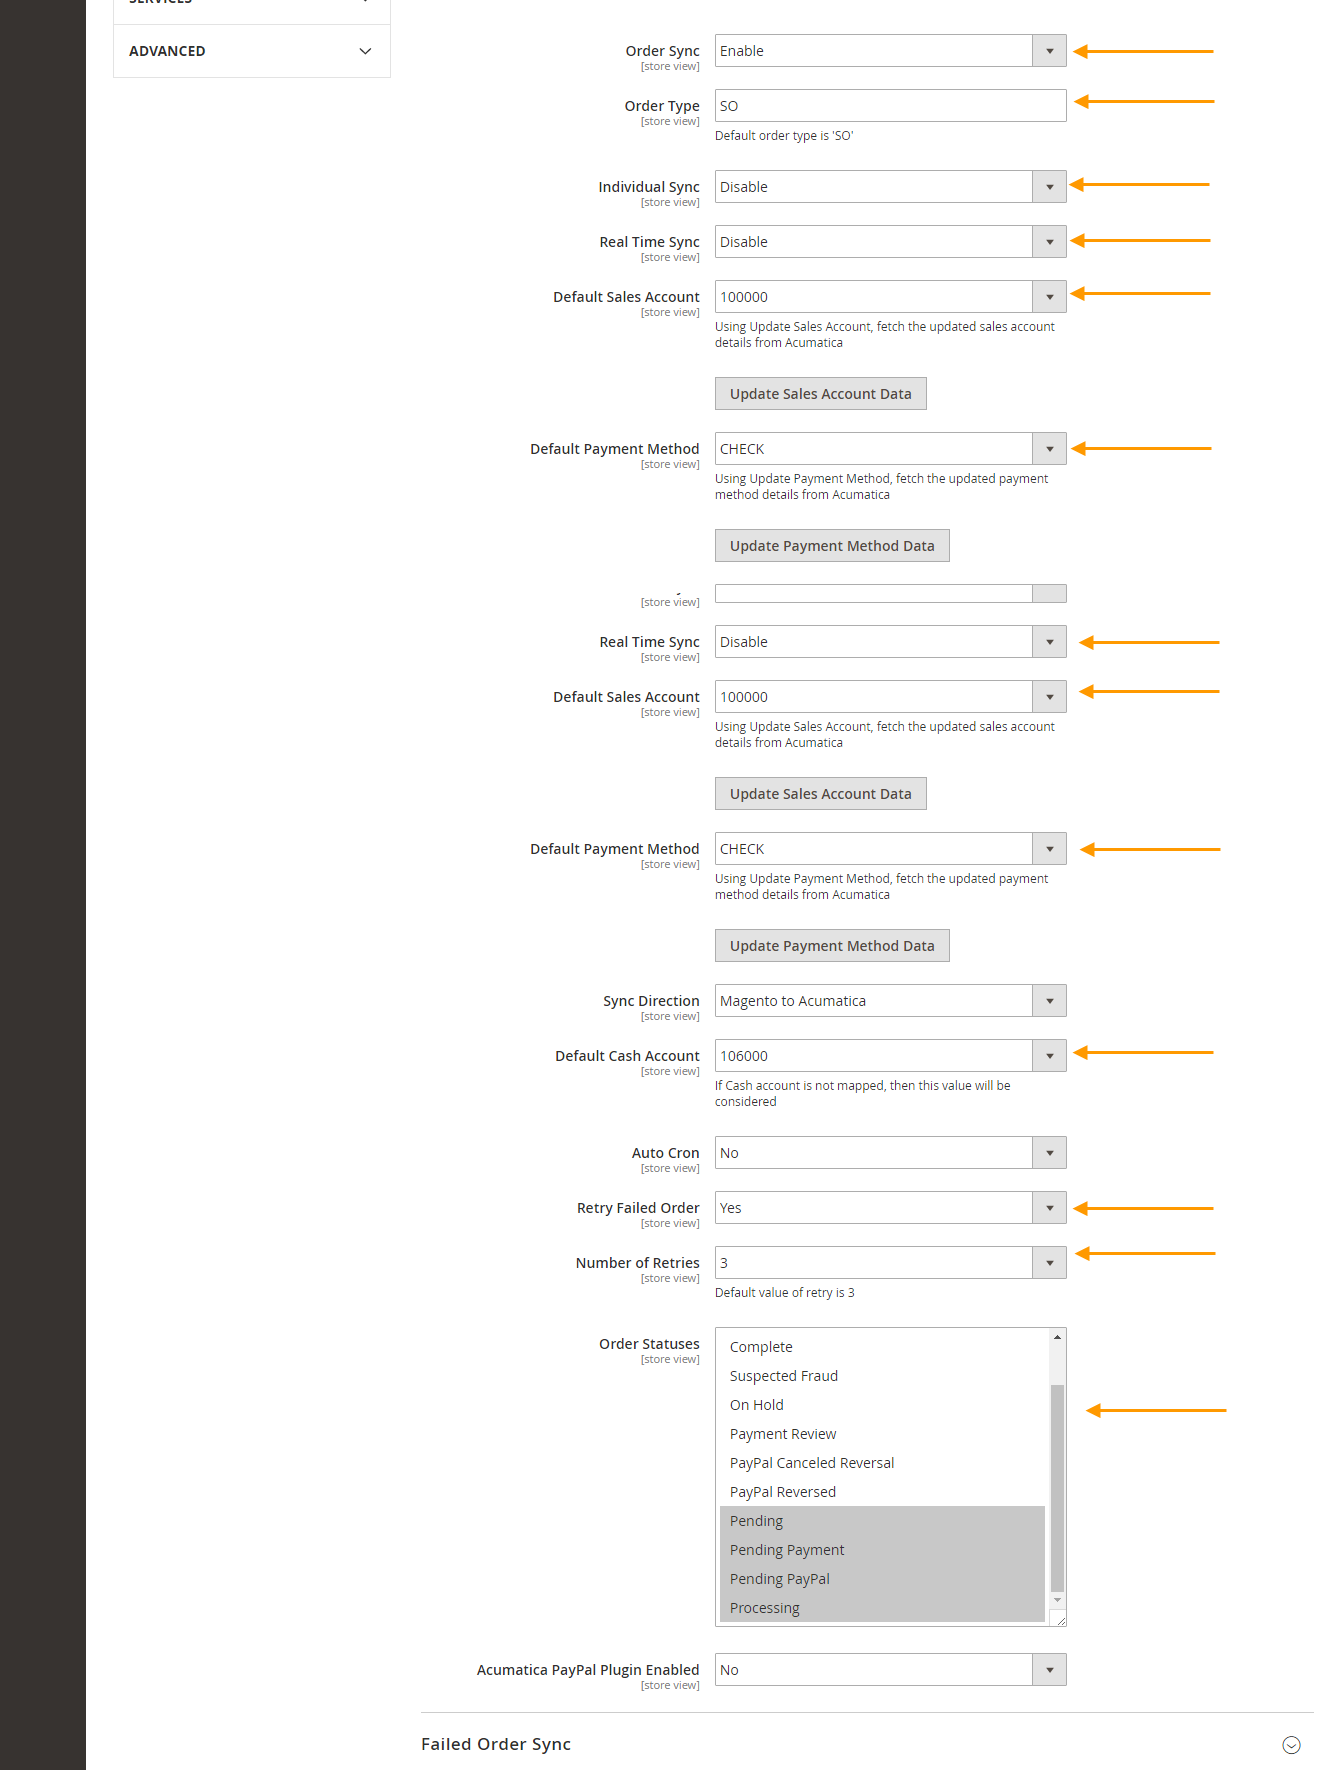 SERVICES
ADVANCED
Order Sync
[store view]
Enable
Order Type
[store view]
SO
Default order type is 'SO'
Individual Sync
[store view]
Disable
Real Time Sync
[store view]
Disable
Default Sales Account
[store view]
100000
Using Update Sales Account, fetch the updated sales account
details from Acumatica
Update Sales Account Data
Default Payment Method
[store view]
CHECK
Using Update Payment Method, fetch the updated payment
method details from Acumatica
Update Payment Method Data
[store view]
Real Time Sync
[store view]
Disable
Default Sales Account
[store view]
100000
Using Update Sales Account, fetch the updated sales account
details from Acumatica
Update Sales Account Data
Default Payment Method
[store view]
CHECK
Using Update Payment Method, fetch the updated payment
method details from Acumatica
Update Payment Method Data
Sync Direction
[store view]
Magento to Acumatica
Default Cash Account
[store view]
106000
If Cash account is not mapped, then this value will be
considered
Auto Cron
[store view]
No
Retry Failed Order
[store view]
Yes
Number of Retries
[store view]
3
Default value of retry is 3
Order Statuses
[store view]
Complete
Suspected Fraud
On Hold
Payment Review
PayPal Canceled Reversal
PayPal Reversed
Pending
Pending Payment
Pending PayPal
Processing
Acumatica PayPal Plugin Enabled
[store view]
No
Failed Order Sync